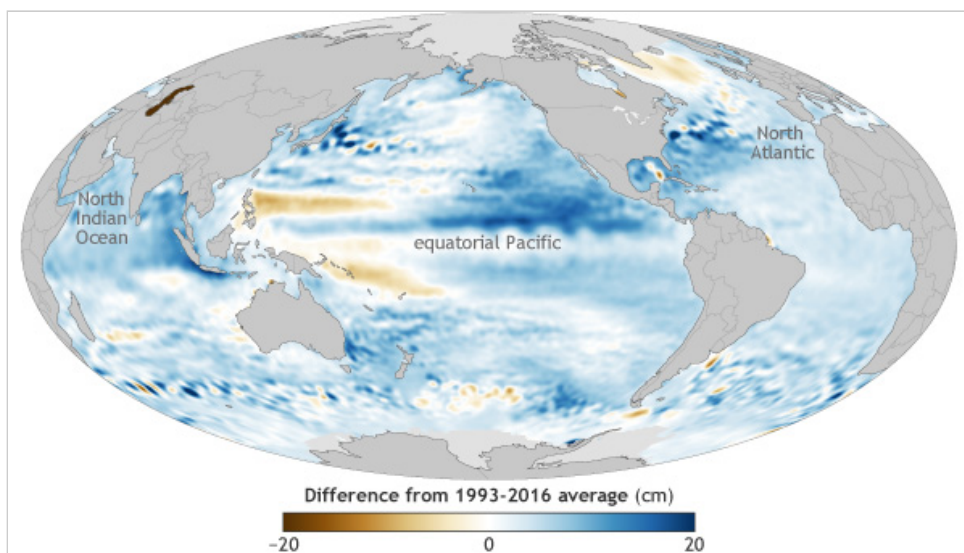 North
Atlantic
North
Indian
Ocean
equatorial Pacific
Difference from 1993-2016 average (cm)
−20 0 20